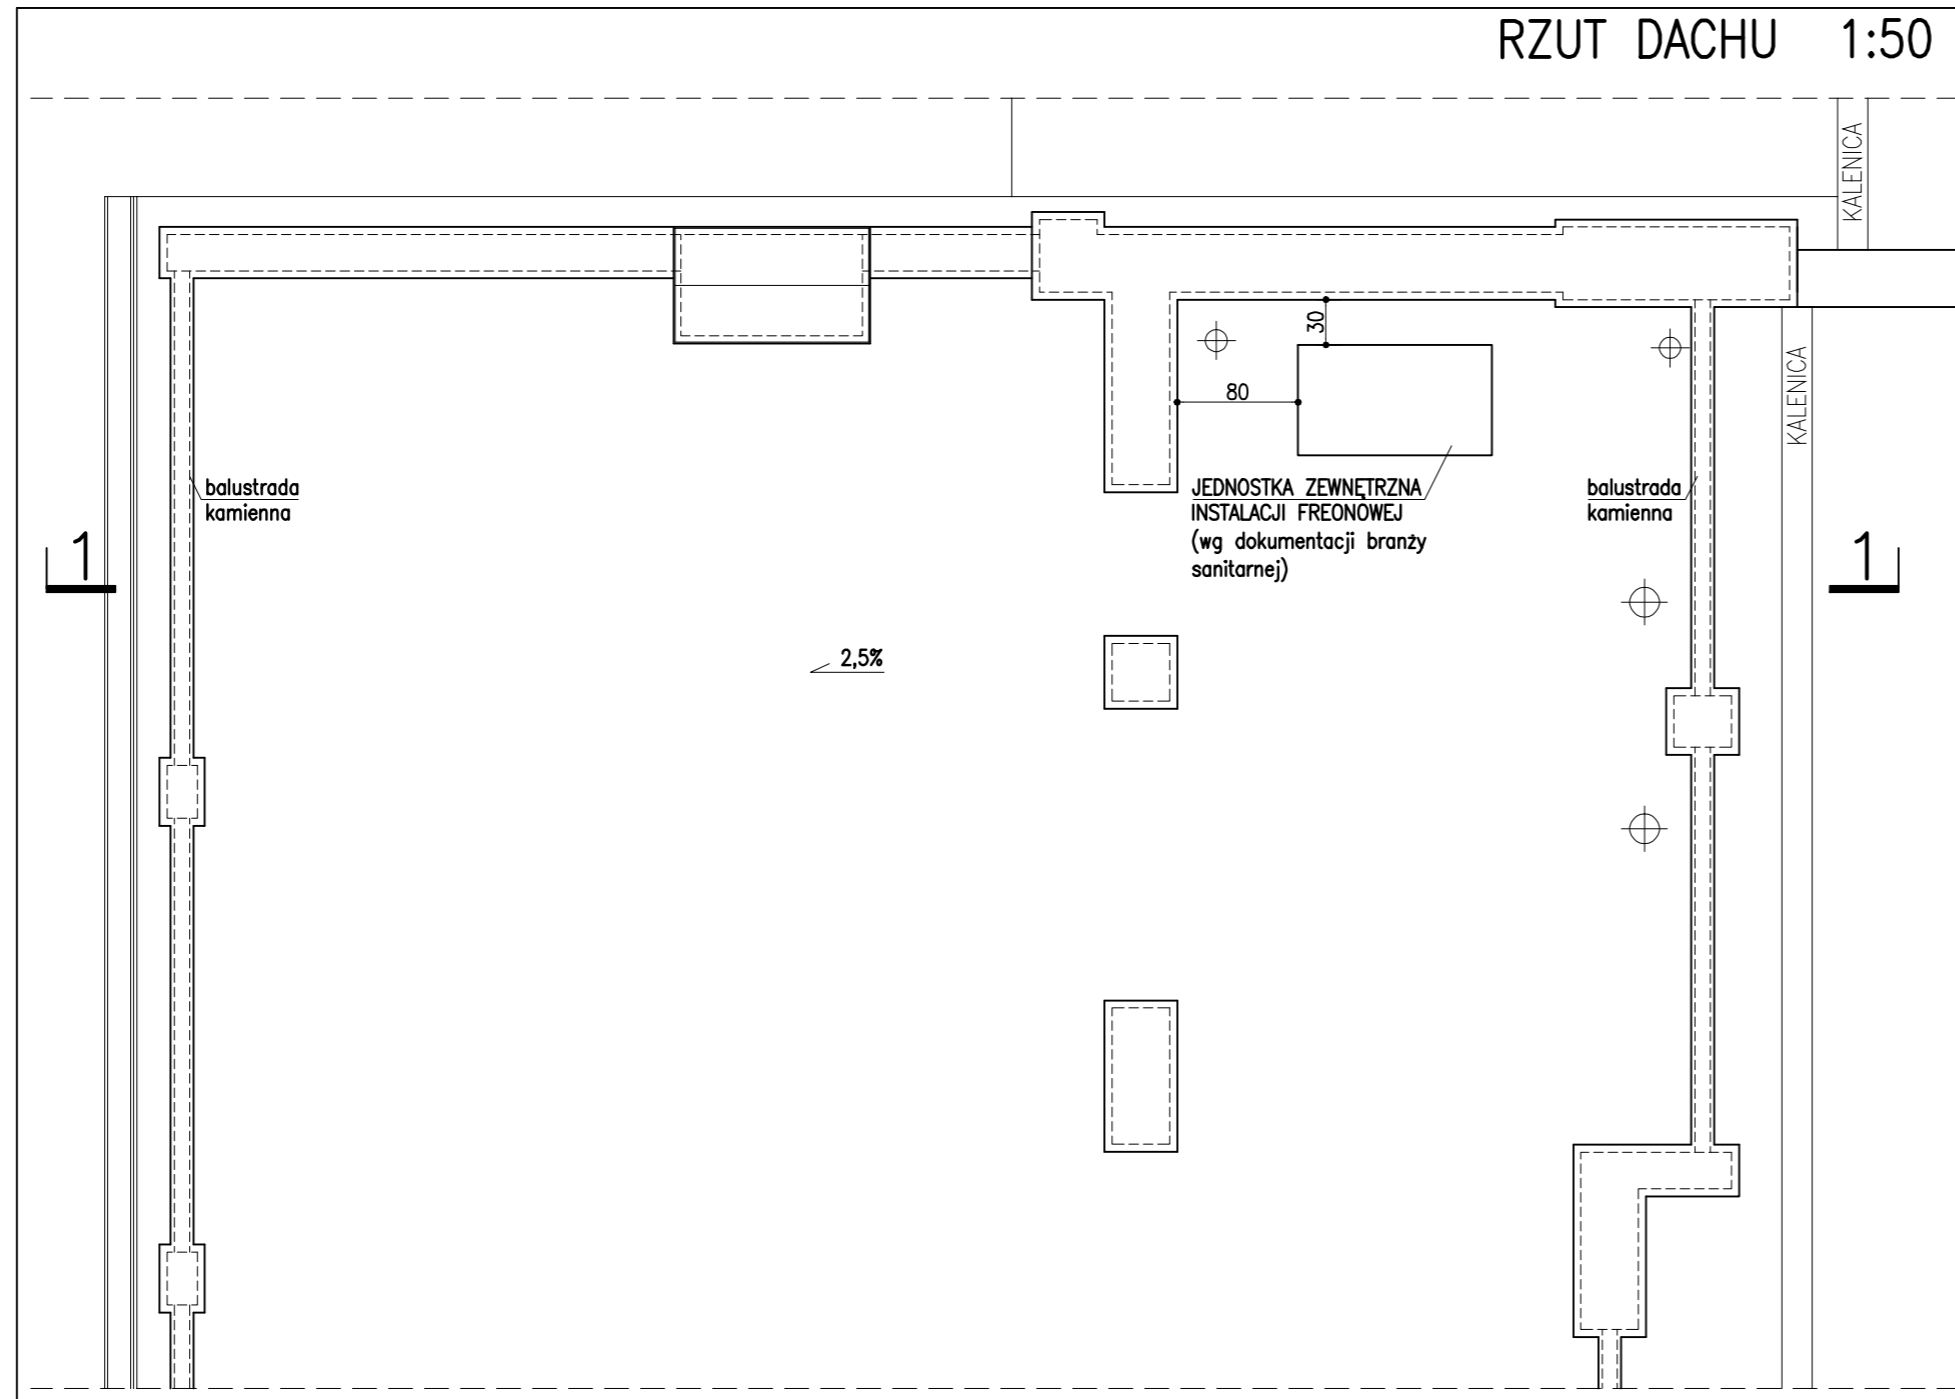 RZUT DACHU 1:50
KALENICA
30
80
KALENICA
balustrada
kamienna
JEDNOSTKA ZEWNĘTRZNA
INSTALACJI FREONOWEJ
(wg dokumentacji branży
sanitarnej)
balustrada
kamienna
1
1
2,5%